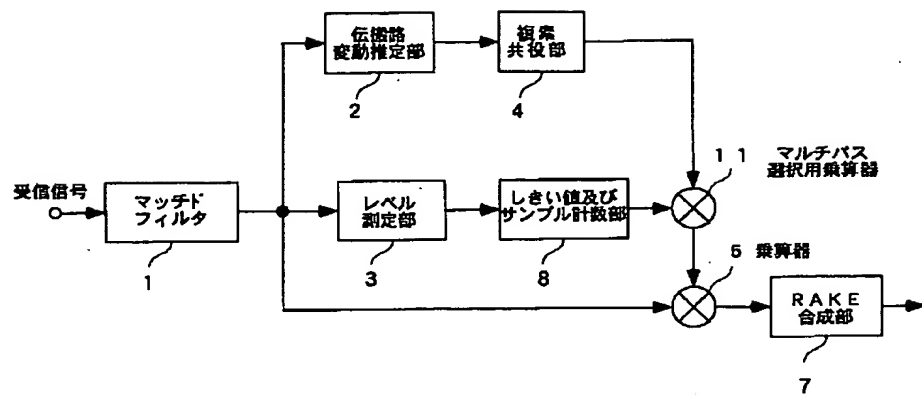 伝搬路
変動推定部
2
複素
共役部
4
11 マルチパス
選択用乗算器
受信信号
マッチド
フィルタ
1
レベル
測定部
3
しきい値及び
サンプル計数部
8
5 乗算器
RAKE
合成部
7